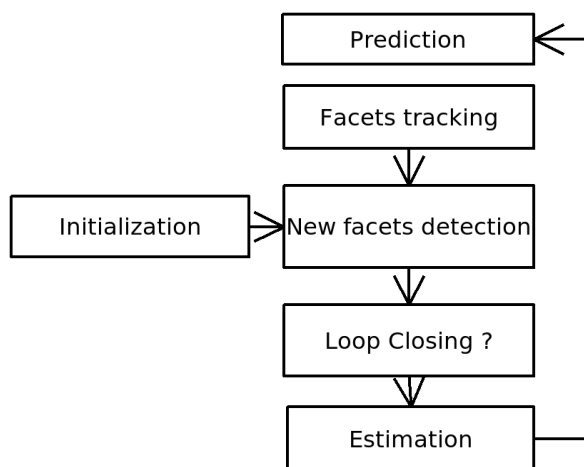 Prediction
Facets tracking
Initialization
New facets detection
Loop Closing ?
Estimation